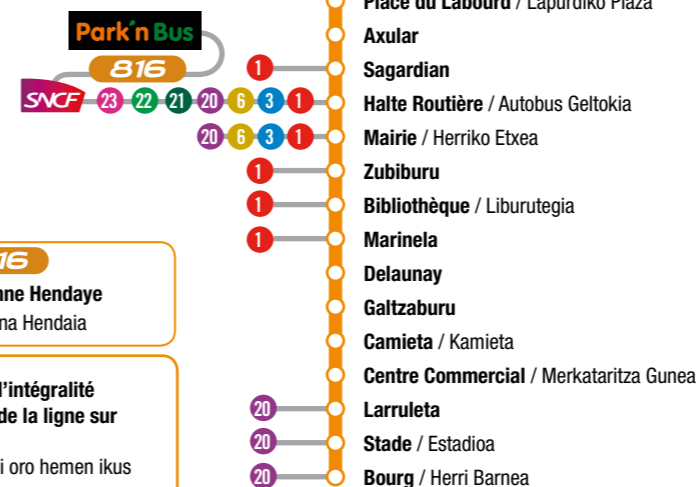 Place du Labourd / Lapurdiko Plaza
Park'n Bus
Axular
816
1 Sagardian
SNCF 23 22 21 20 6 3 1 Halte Routière / Autobus Geltokia
20 6 3 1 Mairie / Herriko Etxea
1 Zubiburu
1 Bibliothèque / Liburutegia
1 Marinela
Delaunay
Galtzaburu
Camieta / Kamieta
Centre Commercial / Merkataritza Gunea
20 Larruleta
20 Stade / Estadioa
20 Bourg / Herri Barnea
16
Hendaye
na Hendaia
l'intégralité
de la ligne sur
i oro hemen ikus